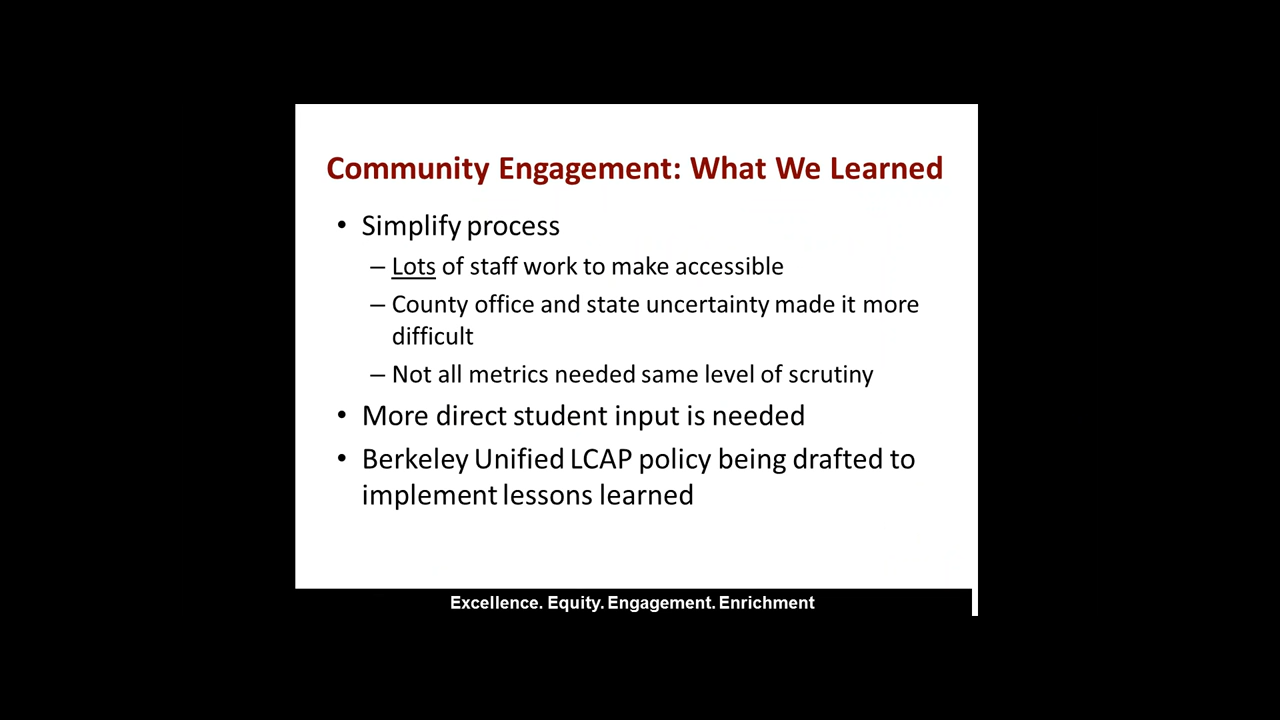 Community Engagement: What We Learned
• Simplify process
– Lots of staff work to make accessible
– County office and state uncertainty made it more
difficult
– Not all metrics needed same level of scrutiny
• More direct student input is needed
• Berkeley Unified LCAP policy being drafted to
implement lessons learned
Excellence. Equity. Engagement. Enrichment